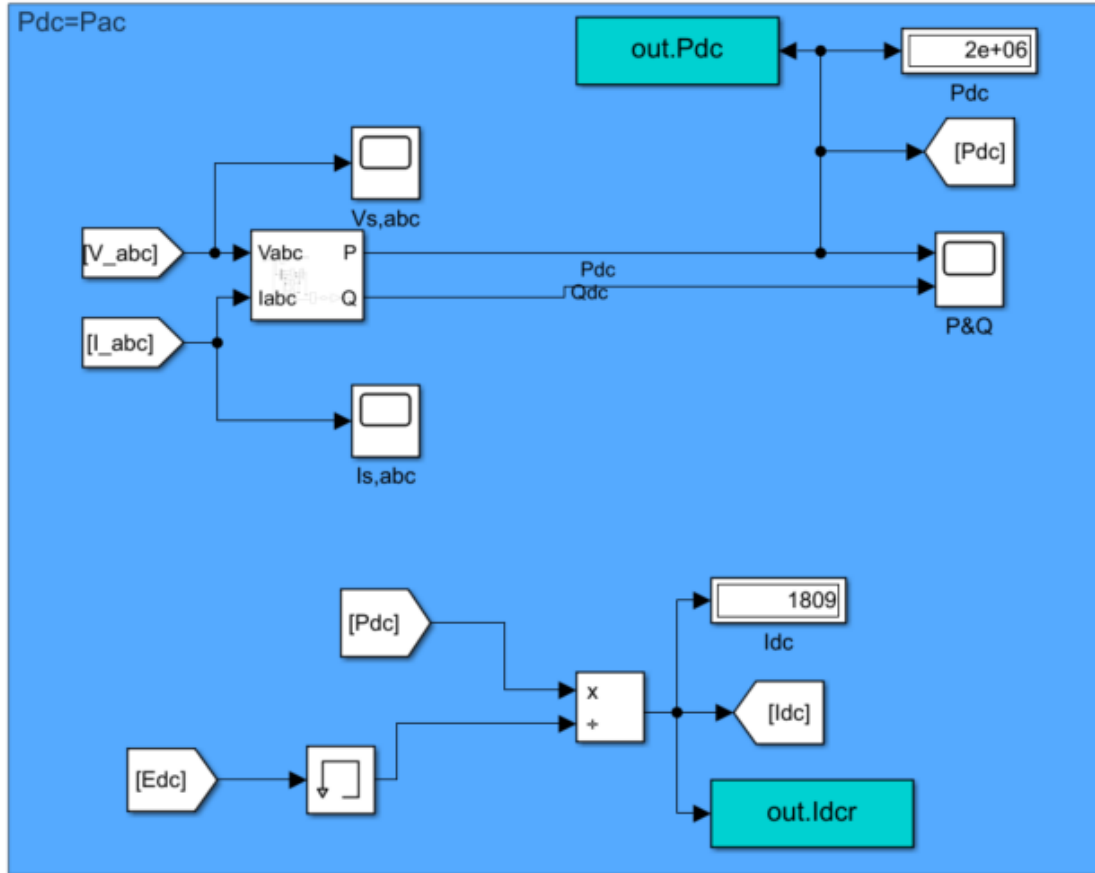 Pdc=Pac
out.Pdc
2e+06
Pdc
[Pdc]
Vs,abc
[V_abc]
Vabc
P
Iabc
Q
Pdc
Qdc
P&Q
[I_abc]
Is,abc
[Pdc]
1809
Idc
x
÷
[Idc]
[Edc]
out.Idcr